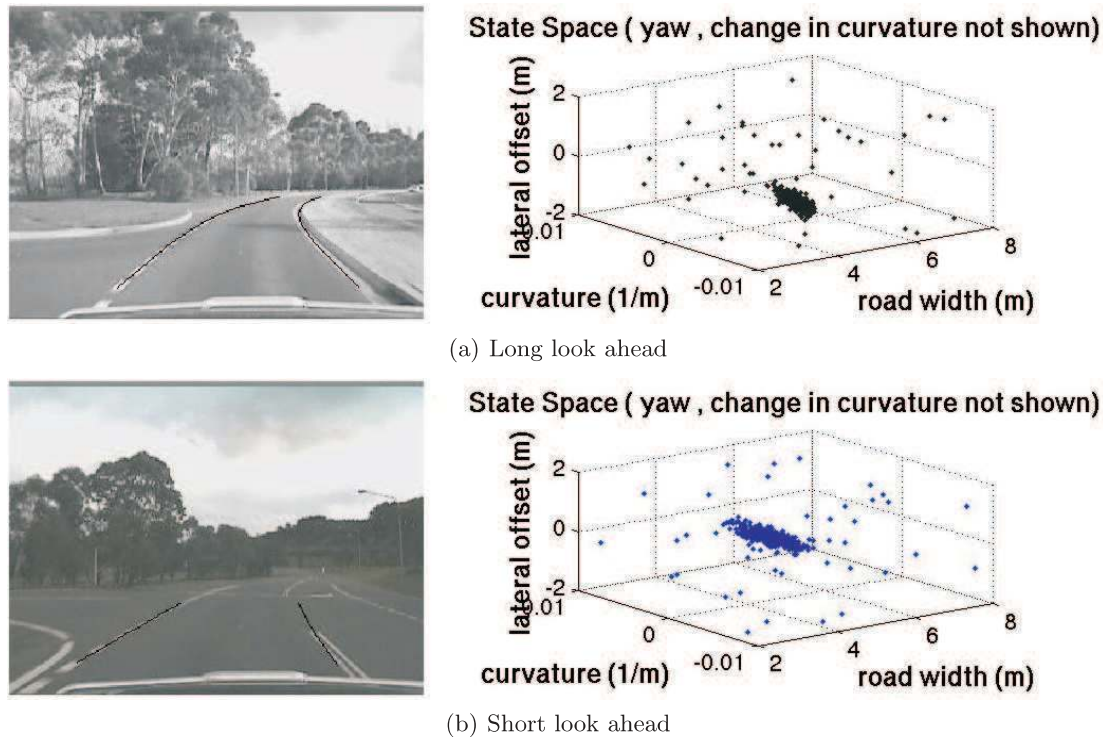 State Space ( yaw , change in curvature not shown)
lateral offset (m)
2
0
-2
0.01
0
-0.01
curvature (1/m)
2
4
6
8
road width (m)
(a) Long look ahead
State Space ( yaw , change in curvature not shown)
lateral offset (m)
2
0
-2
0.01
0
-0.01
curvature (1/m)
2
4
6
8
road width (m)
(b) Short look ahead